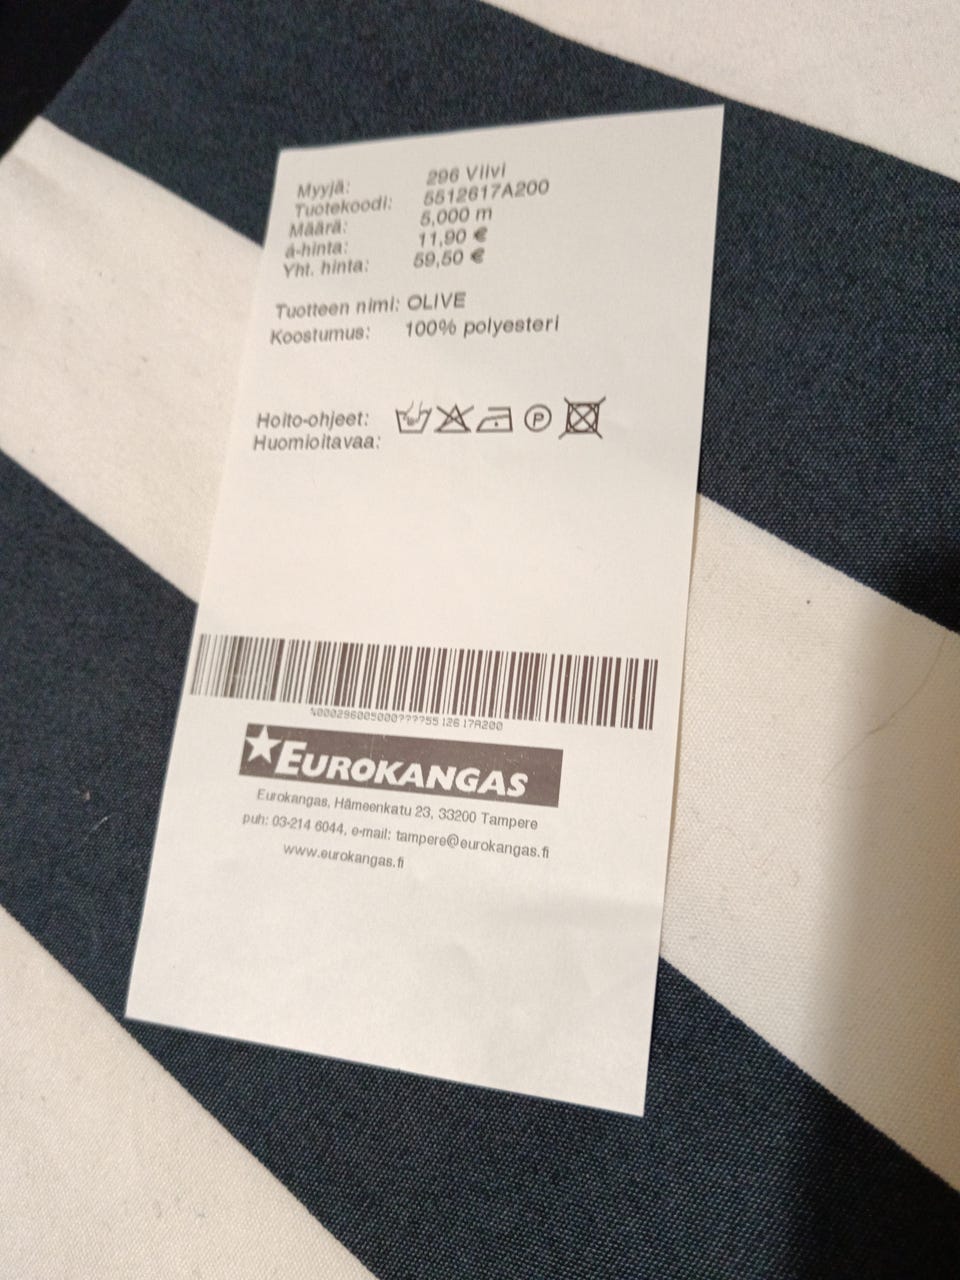 Myyjä: 296 Viivi
Tuotekoodi: 5512617A200
Määrä: 5,000 m
á-hinta: 11,90 €
Yht. hinta: 59,50 €
Tuotteen nimi: OLIVE
Koostumus: 100% polyesteri
Hoito-ohjeet: P
Huomioitavaa:
%000296005000????5512617A200
EUROKANGAS
Eurokangas, Hämeenkatu 23, 33200 Tampere
puh: 03-214 6044, e-mail: tampere@eurokangas.fi
www.eurokangas.fi